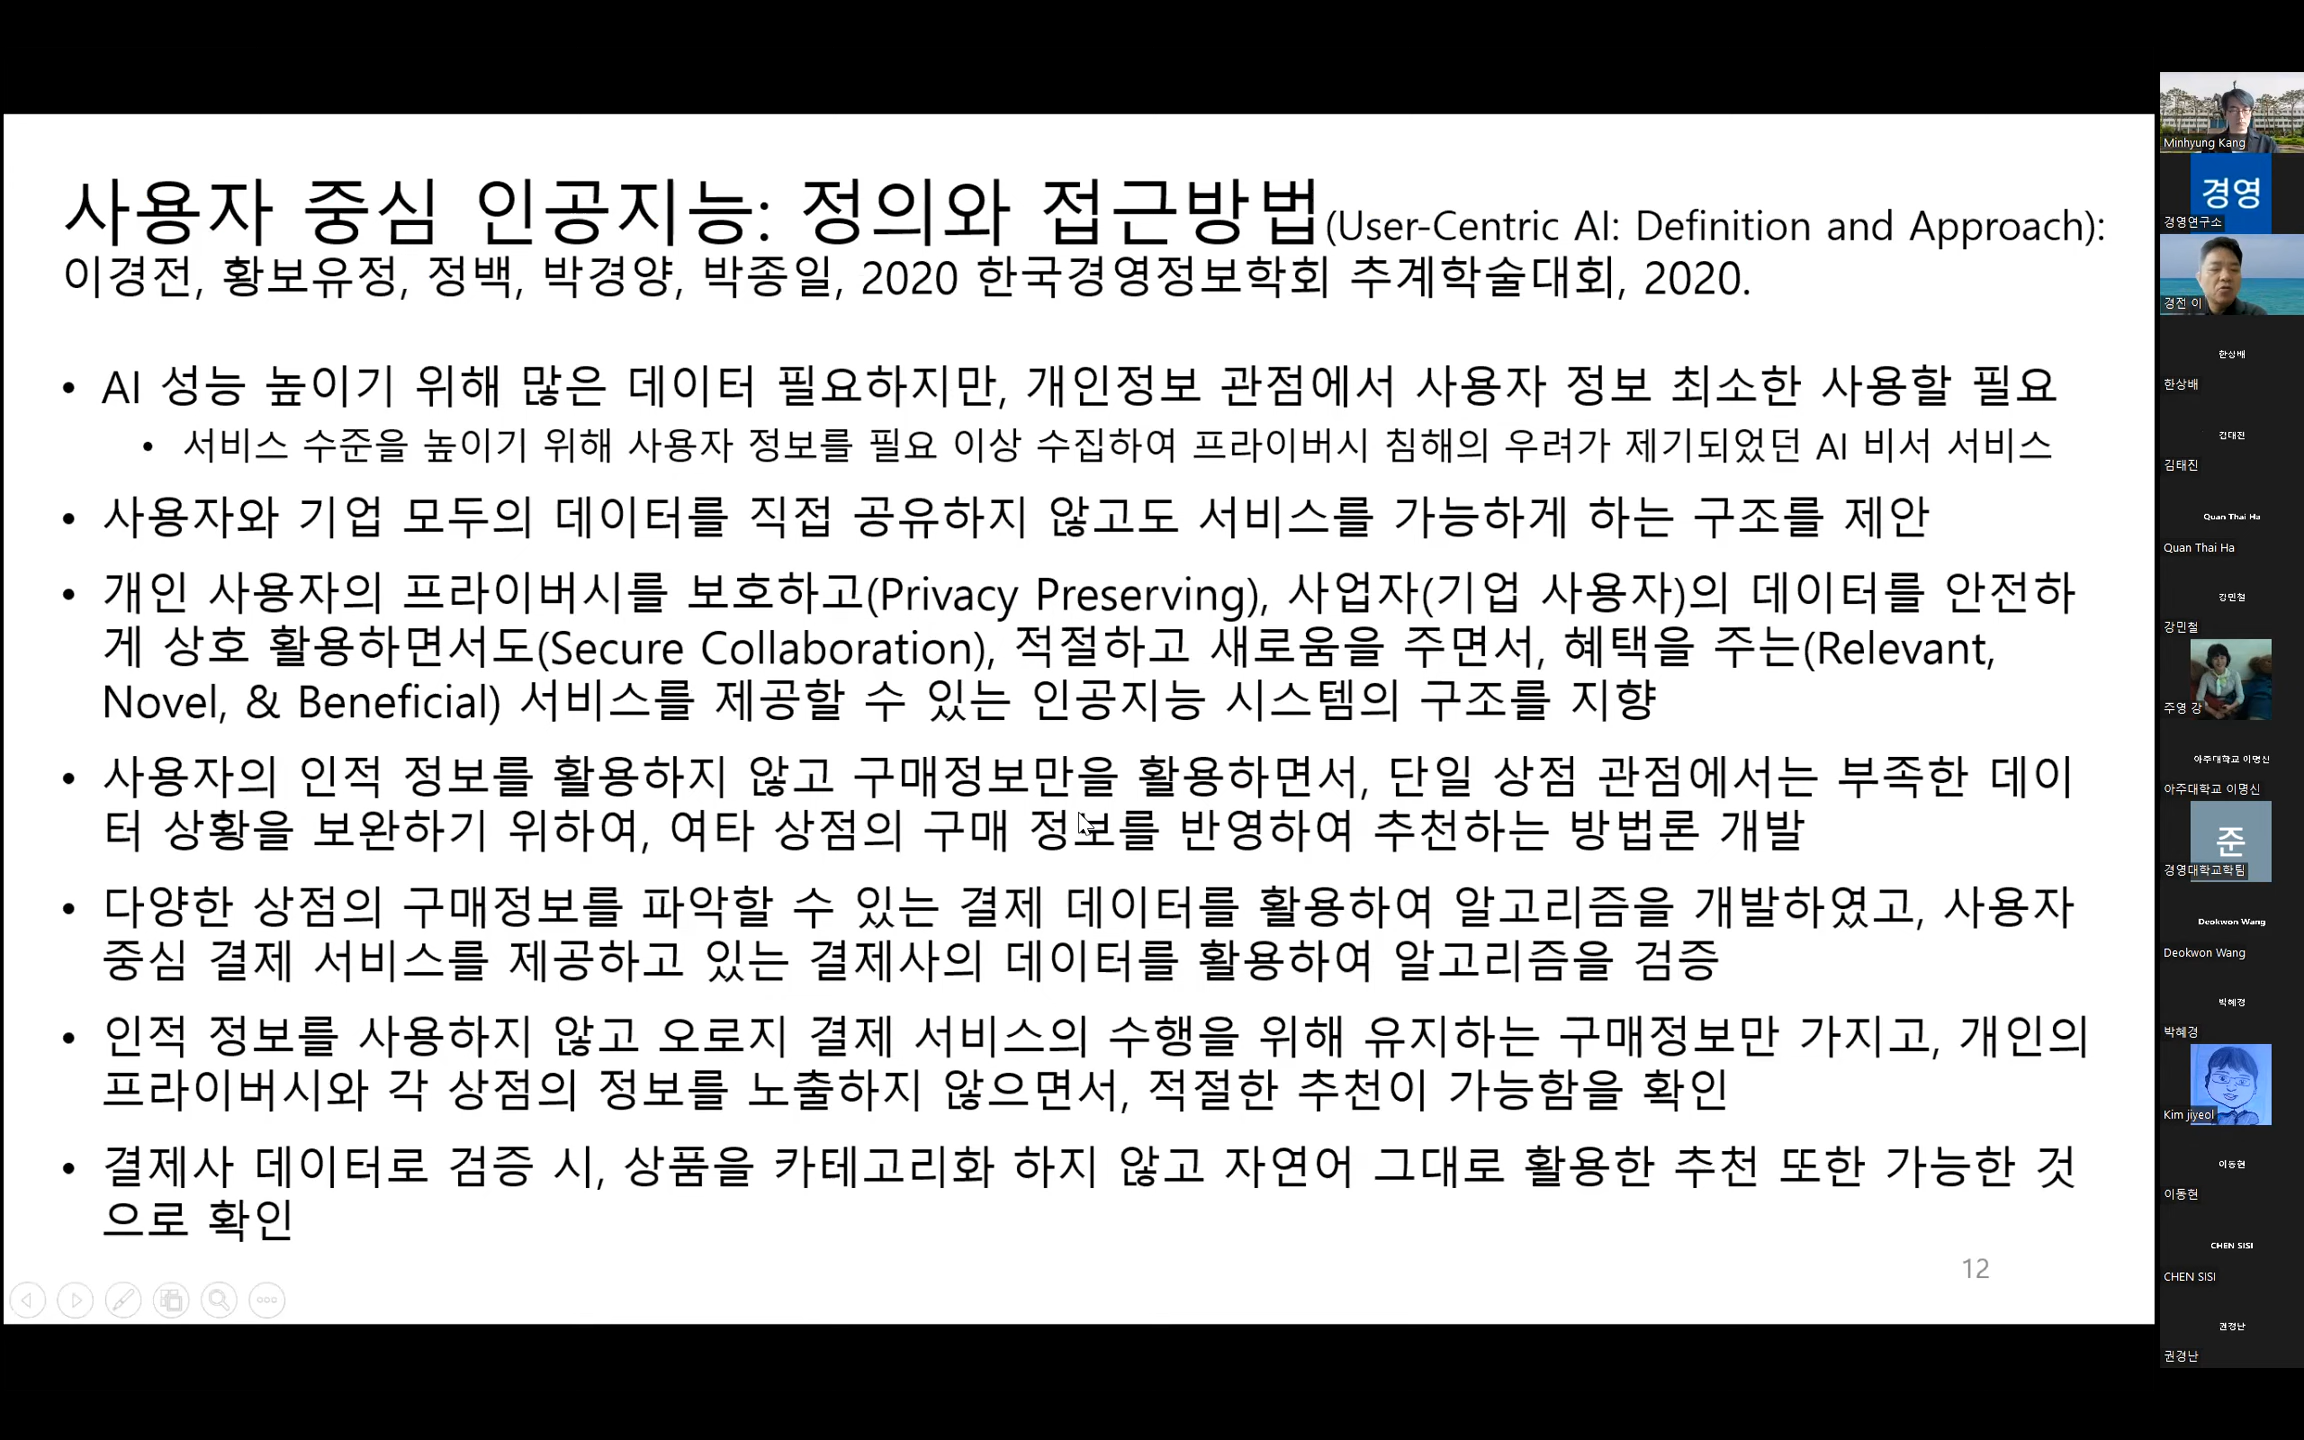 사용자 중심 인공지능: 정의와 접근방법(User-Centric AI: Definition and Approach):
이경전, 황보유정, 정백, 박경양, 박종일, 2020 한국경영정보학회 추계학술대회, 2020.
• AI 성능 높이기 위해 많은 데이터 필요하지만, 개인정보 관점에서 사용자 정보 최소한 사용할 필요
• 서비스 수준을 높이기 위해 사용자 정보를 필요 이상 수집하여 프라이버시 침해의 우려가 제기되었던 AI 비서 서비스
• 사용자와 기업 모두의 데이터를 직접 공유하지 않고도 서비스를 가능하게 하는 구조를 제안
• 개인 사용자의 프라이버시를 보호하고(Privacy Preserving), 사업자(기업 사용자)의 데이터를 안전하
게 상호 활용하면서도(Secure Collaboration), 적절하고 새로움을 주면서, 혜택을 주는(Relevant,
Novel, & Beneficial) 서비스를 제공할 수 있는 인공지능 시스템의 구조를 지향
• 사용자의 인적 정보를 활용하지 않고 구매정보만을 활용하면서, 단일 상점 관점에서는 부족한 데이
터 상황을 보완하기 위하여, 여타 상점의 구매 정보를 반영하여 추천하는 방법론 개발
• 다양한 상점의 구매정보를 파악할 수 있는 결제 데이터를 활용하여 알고리즘을 개발하였고, 사용자
중심 결제 서비스를 제공하고 있는 결제사의 데이터를 활용하여 알고리즘을 검증
• 인적 정보를 사용하지 않고 오로지 결제 서비스의 수행을 위해 유지하는 구매정보만 가지고, 개인의
프라이버시와 각 상점의 정보를 노출하지 않으면서, 적절한 추천이 가능함을 확인
• 결제사 데이터로 검증 시, 상품을 카테고리화 하지 않고 자연어 그대로 활용한 추천 또한 가능한 것
으로 확인
12
Minhyung Kang
경영
경영연구소
경전 이
한상배
한상배
김태진
김태진
Quan Thai Ha
Quan Thai Ha
강민철
강민철
주영 강
아주대학교 이명신
아주대학교 이명신
준
경영대학교학팀
Deokwon Wang
Deokwon Wang
박혜경
박혜경
Kim jiyeol
이동현
이동현
CHEN SISI
CHEN SISI
권경난
권경난